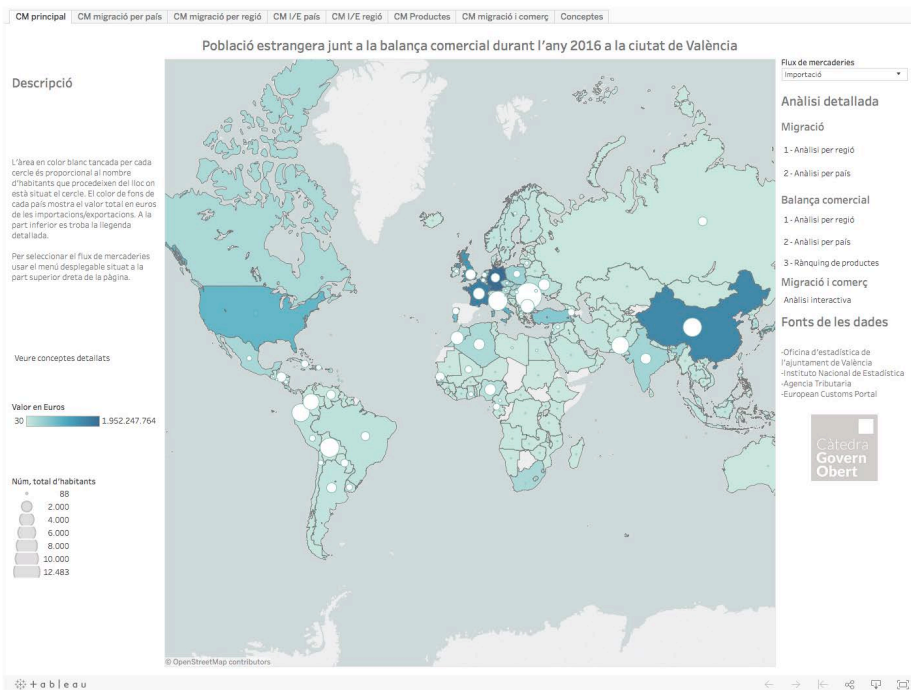 CM principal
CM migració per país
CM migració per regió
CM I/E país
CM I/E regió
CM Productes
CM migració i comerç
Conceptes
Població estrangera junt a la balança comercial durant l'any 2016 a la ciutat de València
Descripció
L'àrea en color blanc tancada per cada
cercle és proporcional al nombre
d'habitants que procedeixen del lloc on
està situat el cercle. El color de fons de
cada país mostra el valor total en euros
de les importacions/exportacions. A la
part inferior es troba la llegenda
detallada.
Per seleccionar el flux de mercaderies
usar el menú desplegable situat a la
part superior dreta de la pàgina.
Veure conceptes detallats
Valor en Euros
30 1.952.247.764
Núm, total d'habitants
88
2.000
4.000
6.000
8.000
10.000
12.483
© OpenStreetMap contributors
Flux de mercaderies
Importació
Anàlisi detallada
Migració
1 - Anàlisi per regió
2 - Anàlisi per país
Balança comercial
1 - Anàlisi per regió
2 - Anàlisi per país
3 - Rànquing de productes
Migració i comerç
Anàlisi interactiva
Fonts de les dades
-Oficina d'estadística de
l'ajuntament de València
-Instituto Nacional de Estadística
-Agencia Tributaria
-European Customs Portal
Càtedra
Govern
Obert
+ a b l e a u